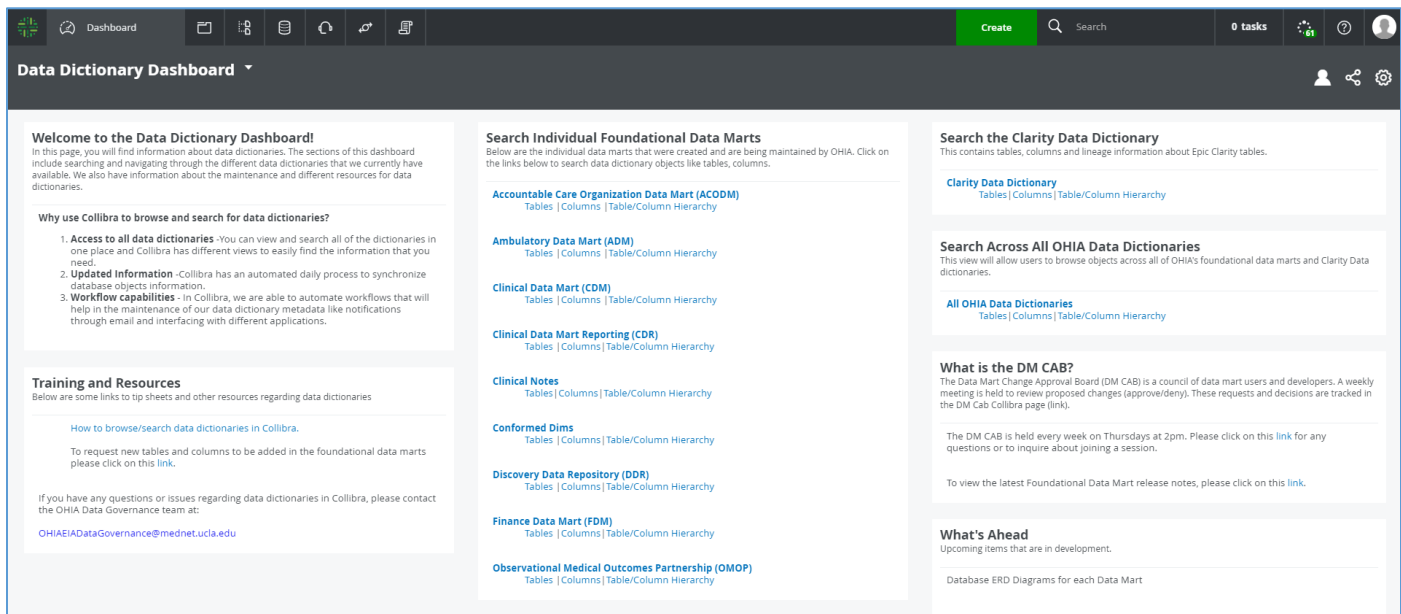 Dashboard
Create
Search
0 tasks
61
Data Dictionary Dashboard
Welcome to the Data Dictionary Dashboard!
In this page, you will find information about data dictionaries. The sections of this dashboard
include searching and navigating through the different data dictionaries that we currently have
available. We also have information about the maintenance and different resources for data
dictionaries.
Why use Collibra to browse and search for data dictionaries?
1. Access to all data dictionaries -You can view and search all of the dictionaries in
one place and Collibra has different views to easily find the information that you
need.
2. Updated Information -Collibra has an automated daily process to synchronize
database objects information.
3. Workflow capabilities - In Collibra, we are able to automate workflows that will
help in the maintenance of our data dictionary metadata like notifications
through email and interfacing with different applications.
Training and Resources
Below are some links to tip sheets and other resources regarding data dictionaries
How to browse/search data dictionaries in Collibra.
To request new tables and columns to be added in the foundational data marts
please click on this link.
If you have any questions or issues regarding data dictionaries in Collibra, please contact
the OHIA Data Governance team at:
OHIAEIADataGovernance@mednet.ucla.edu
Search Individual Foundational Data Marts
Below are the individual data marts that were created and are being maintained by OHIA. Click on
the links below to search data dictionary objects like tables, columns.
Accountable Care Organization Data Mart (ACODM)
Tables |Columns |Table/Column Hierarchy
Ambulatory Data Mart (ADM)
Tables |Columns|Table/Column Hierarchy
Clinical Data Mart (CDM)
Tables |Columns|Table/Column Hierarchy
Clinical Data Mart Reporting (CDR)
Tables |Columns|Table/Column Hierarchy
Clinical Notes
Tables|Columns|Table/Column Hierarchy
Conformed Dims
Tables |Columns|Table/Column Hierarchy
Discovery Data Repository (DDR)
Tables |Columns|Table/Column Hierarchy
Finance Data Mart (FDM)
Tables |Columns|Table/Column Hierarchy
Observational Medical Outcomes Partnership (OMOP)
Tables |Columns|Table/Column Hierarchy
Search the Clarity Data Dictionary
This contains tables, columns and lineage information about Epic Clarity tables.
Clarity Data Dictionary
Tables|Columns|Table/Column Hierarchy
Search Across All OHIA Data Dictionaries
This view will allow users to browse objects across all of OHIA's foundational data marts and Clarity Data
dictionaries.
All OHIA Data Dictionaries
Tables|Columns|Table/Column Hierarchy
What is the DM CAB?
The Data Mart Change Approval Board (DM CAB) is a council of data mart users and developers. A weekly
meeting is held to review proposed changes (approve/deny). These requests and decisions are tracked in
the DM Cab Collibra page (link).
The DM CAB is held every week on Thursdays at 2pm. Please click on this link for any
questions or to inquire about joining a session.
To view the latest Foundational Data Mart release notes, please click on this link.
What's Ahead
Upcoming items that are in development.
Database ERD Diagrams for each Data Mart